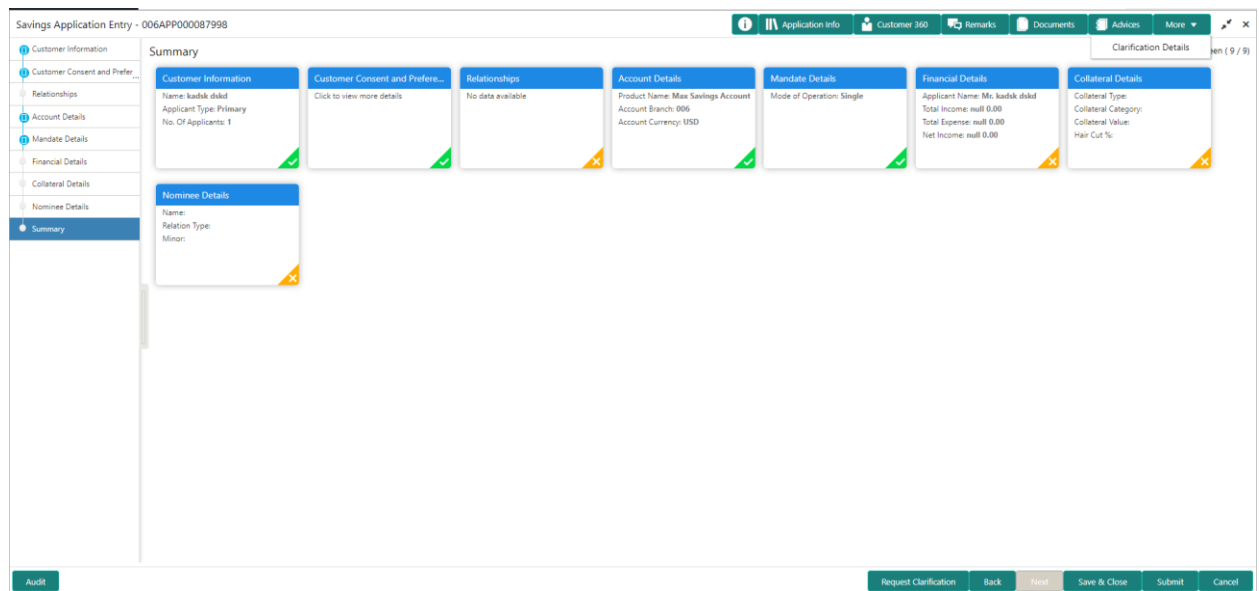 Savings Application Entry - 006APP000087998
Application Info
Customer 360
Remarks
Documents
Advices
More
Clarification Details
(9 / 9)
Customer Information
Customer Consent and Prefer...
Relationships
Account Details
Mandate Details
Financial Details
Collateral Details
Nominee Details
Summary
Summary
Customer Information
Name: kadsk dskd
Applicant Type: Primary
No. Of Applicants: 1
Customer Consent and Prefere...
Click to view more details
Relationships
No data available
Account Details
Product Name: Max Savings Account
Account Branch: 006
Account Currency: USD
Mandate Details
Mode of Operation: Single
Financial Details
Applicant Name: Mr. kadsk dskd
Total Income: null 0.00
Total Expense: null 0.00
Net Income: null 0.00
Collateral Details
Collateral Type:
Collateral Category:
Collateral Value:
Hair Cut %:
Nominee Details
Name:
Relation Type:
Minor:
Audit
Request Clarification
Back
Next
Save & Close
Submit
Cancel